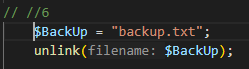 // //6
$BackUp = "backup.txt";
unlink(filename: $BackUp);